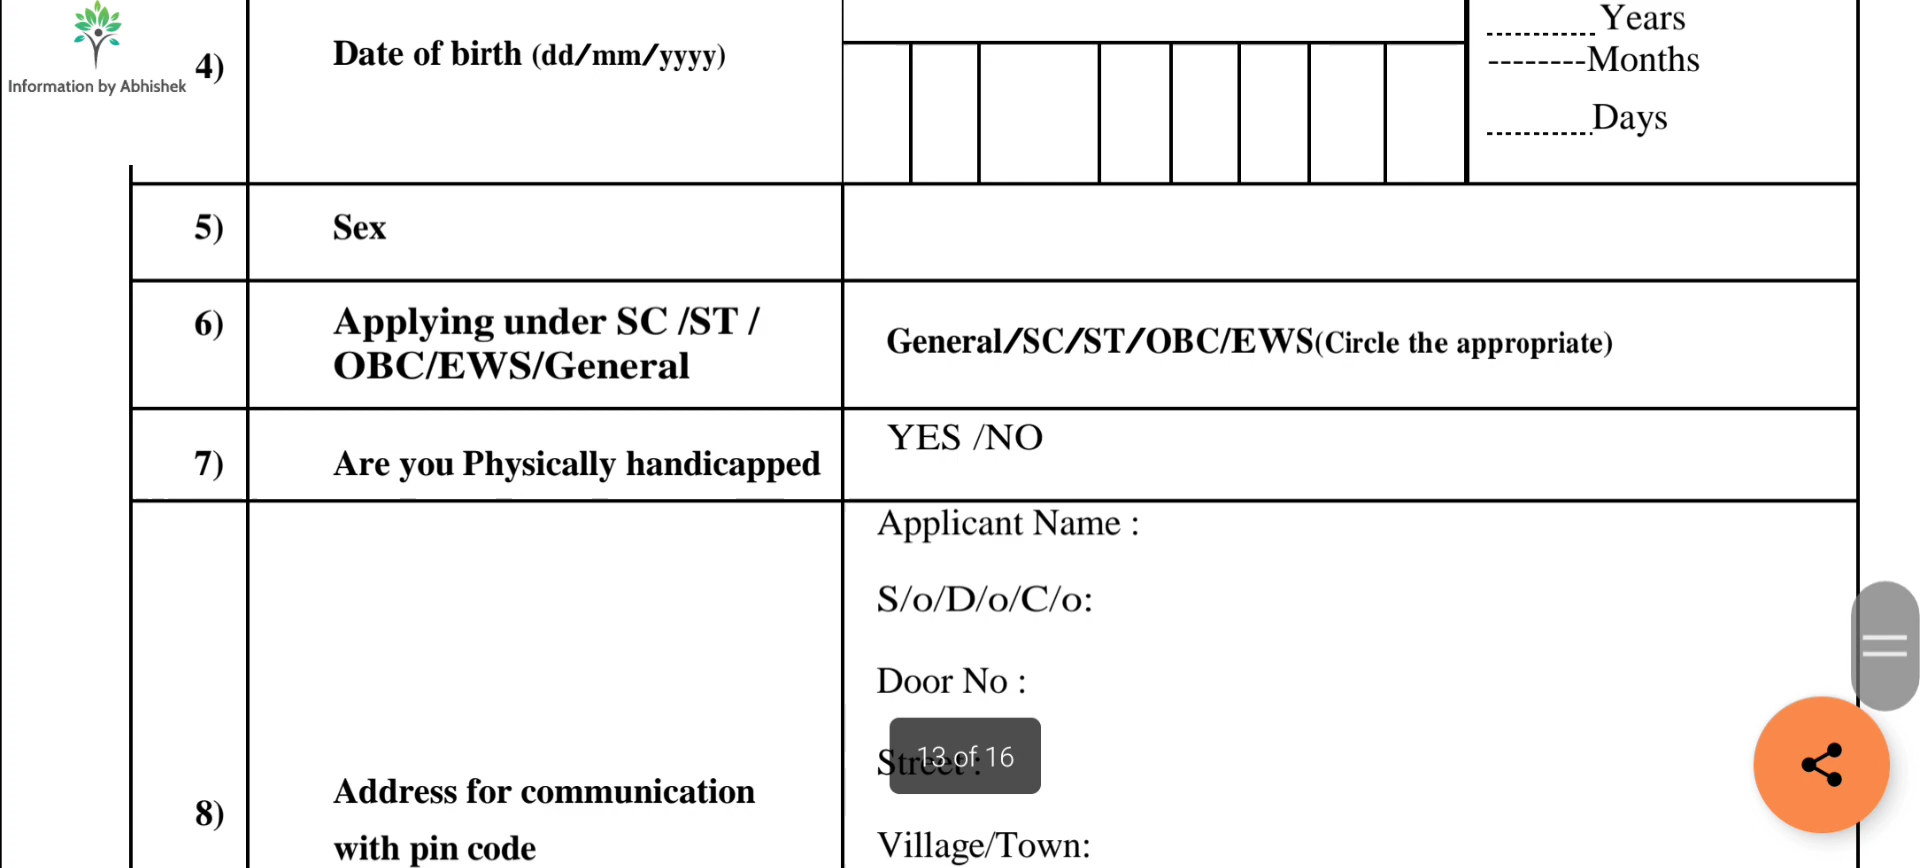 Years
Information by Abhishek
4)
Date of birth (dd/mm/yyyy)
--------Months
...........Days
5)
Sex
6)
Applying under SC /ST /
OBC/EWS/General
General/SC/ST/OBC/EWS(Circle the appropriate)
7)
Are you Physically handicapped
YES /NO
8)
Address for communication
with pin code
Applicant Name :
S/o/D/o/C/o:
Door No :
Street :
13 of 16
Village/Town: